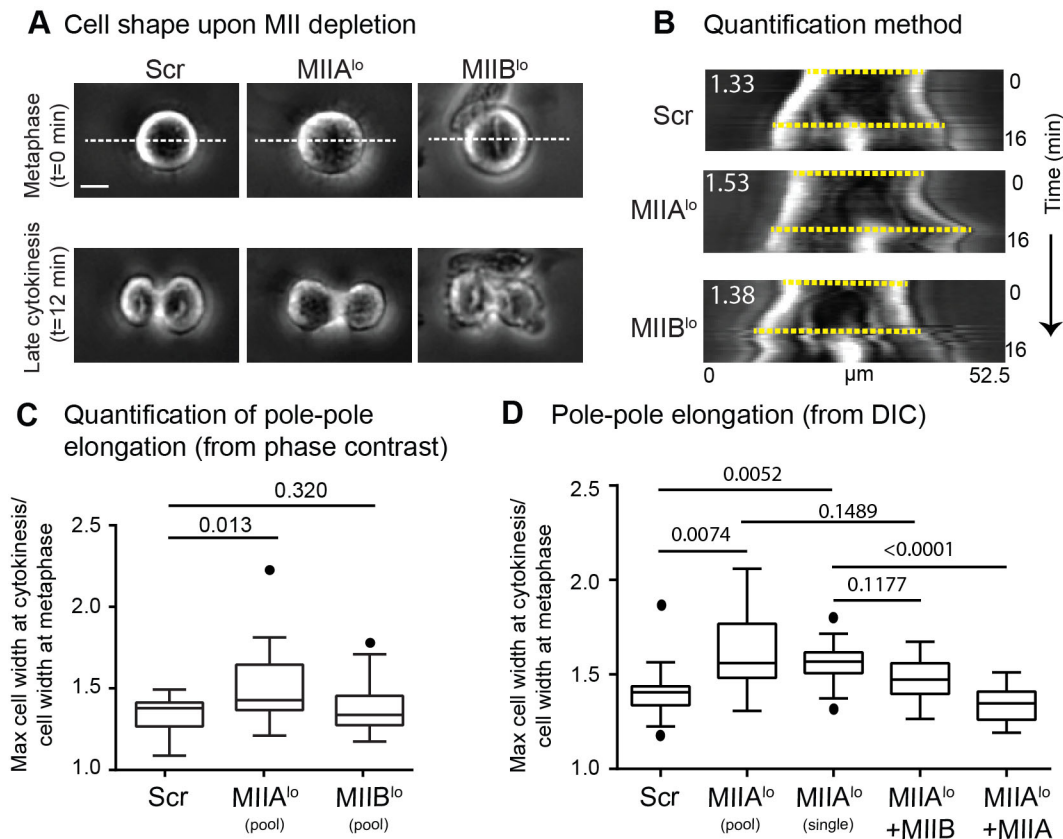 A Cell shape upon MII depletion
Scr MIIAlo MIIBlo
Metaphase
(t=0 min)
Late cytokinesis
(t=12 min)
B Quantification method
Scr 1.33 0
16
MIIAlo 1.53 0
16
MIIBlo 1.38 0
16
Time (min)
0 µm 52.5
C Quantification of pole-pole
elongation (from phase contrast)
0.320
0.013
Max cell width at cytokinesis/
cell width at metaphase
2.5
2.0
1.5
1.0
Scr MIIAlo MIIBlo
(pool) (pool)
D Pole-pole elongation (from DIC)
0.0052
0.1489
0.0074 <0.0001
0.1177
Max cell width at cytokinesis/
cell width at metaphase
2.5
2.0
1.5
1.0
Scr MIIAlo MIIAlo MIIAlo MIIAlo
(pool) (single) +MIIB +MIIA